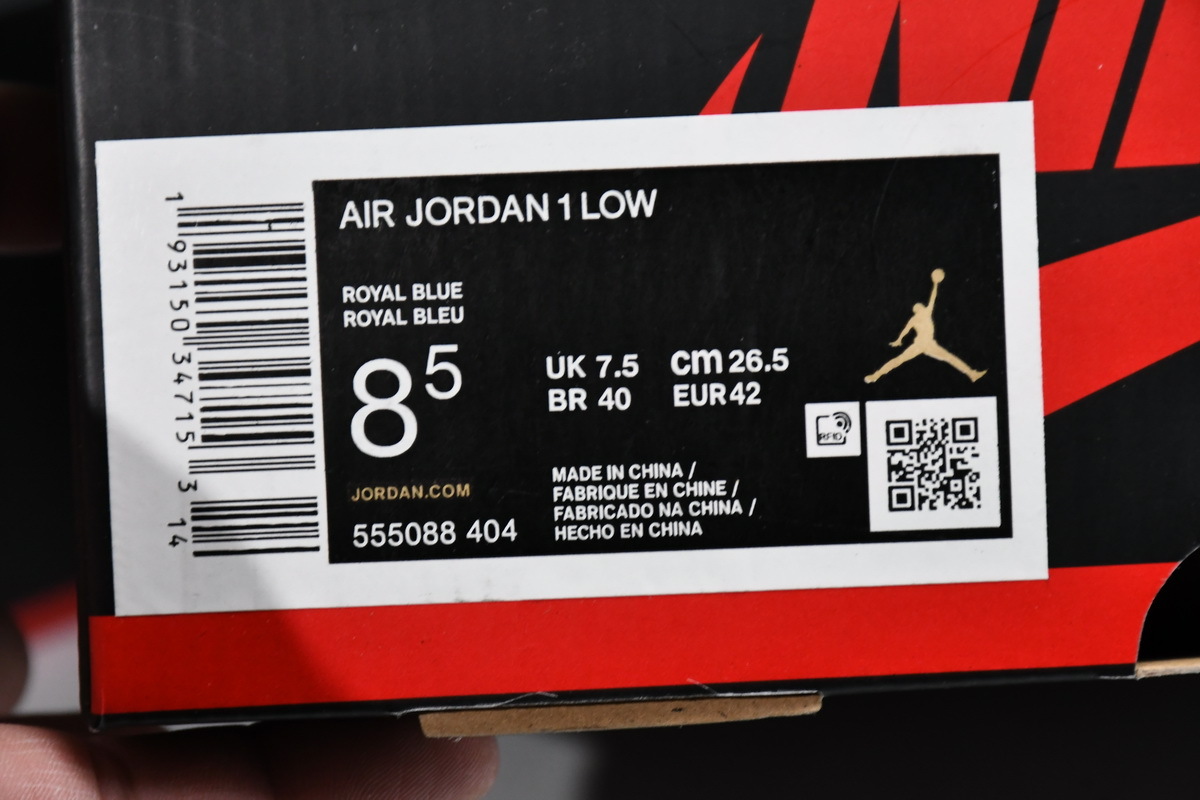 AIR JORDAN 1 LOW
ROYAL BLUE
ROYAL BLEU
8 5
UK 7.5 cm 26.5
BR 40 EUR 42
JORDAN.COM
555088 404
MADE IN CHINA /
FABRIQUE EN CHINE /
FABRICADO NA CHINA /
HECHO EN CHINA
RFID
1 93150 34715 3 14